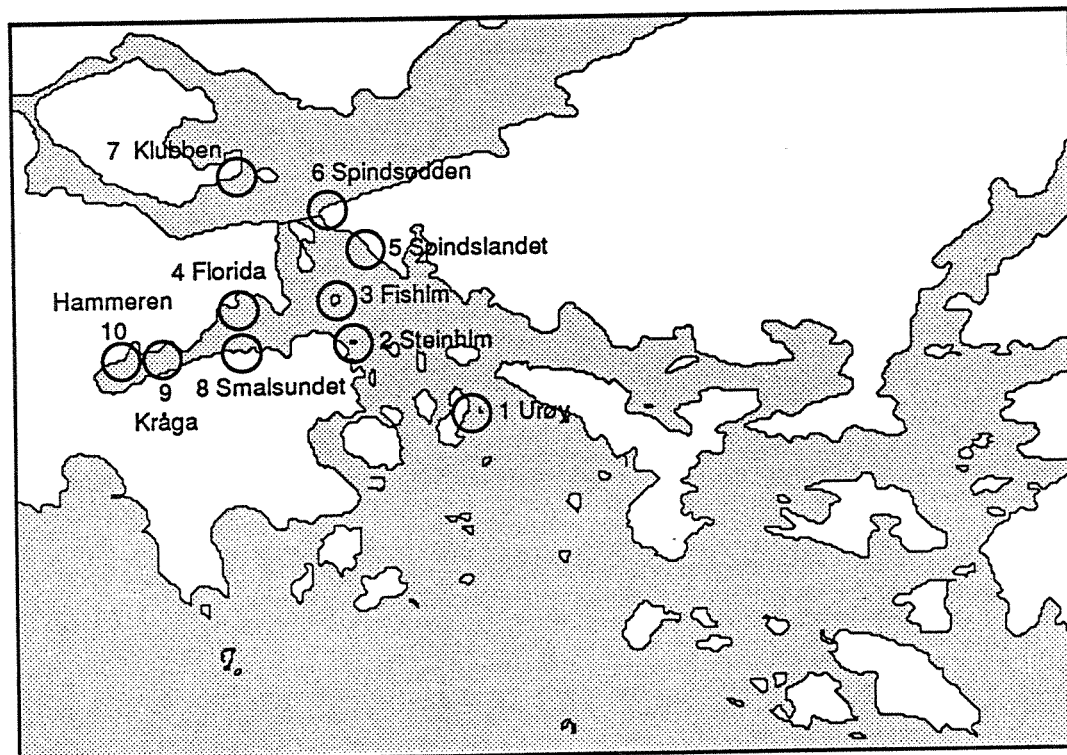 7 Klubben
6 Spindsodden
5 Spindslandet
4 Florida
3 Fishlm
Hammeren
10
2 Steinhlm
9
8 Smalsundet
1 Urøy
Kråga